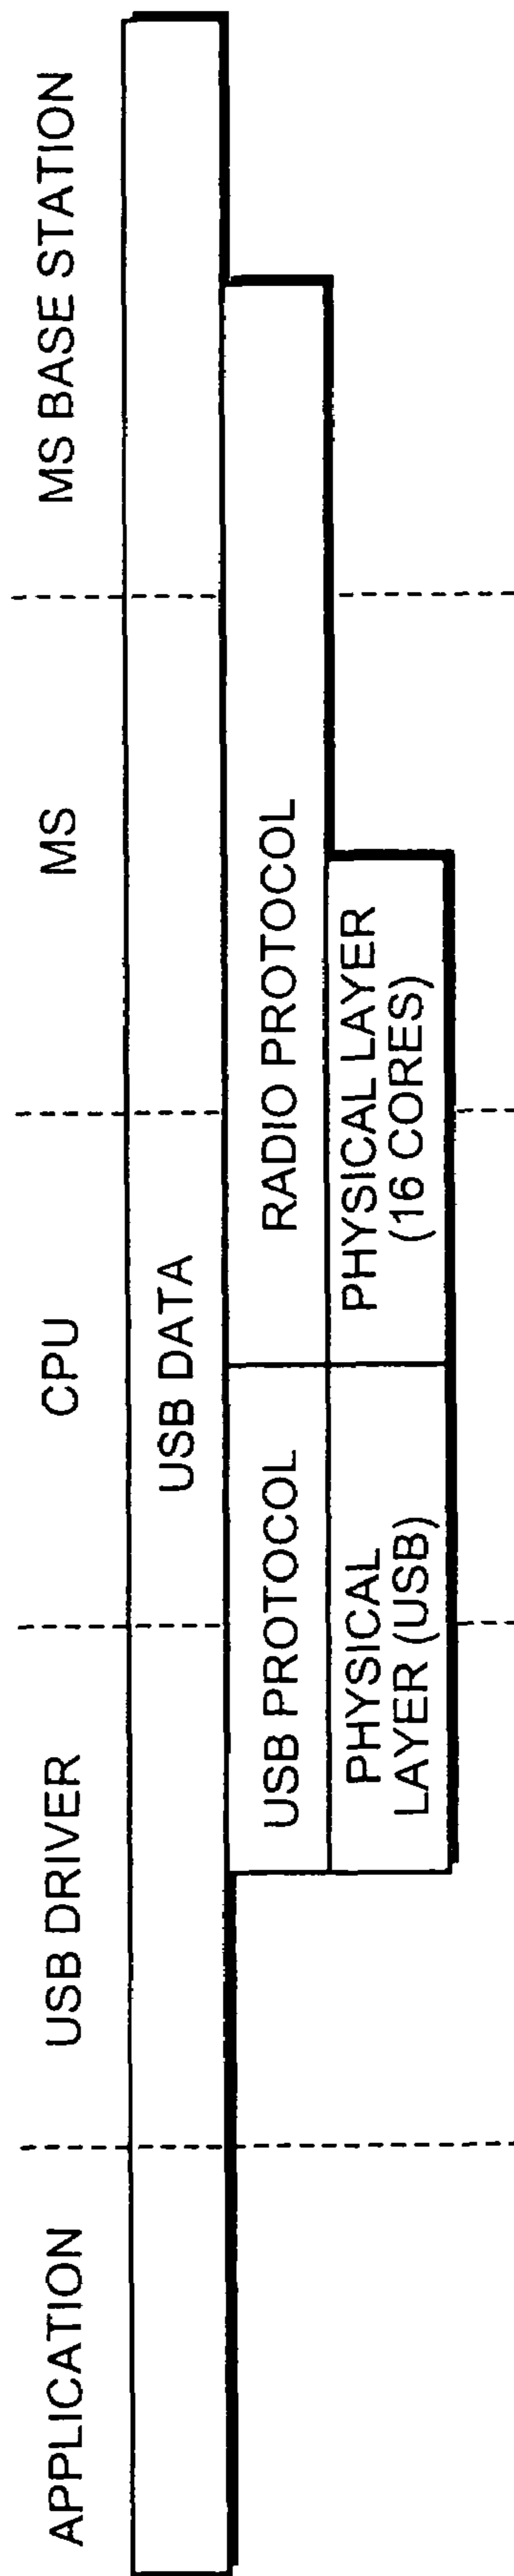 APPLICATION
USB DRIVER
CPU
MS
MS BASE STATION
USB DATA
USB PROTOCOL
RADIO PROTOCOL
PHYSICAL
LAYER (USB)
PHYSICAL LAYER
(16 CORES)